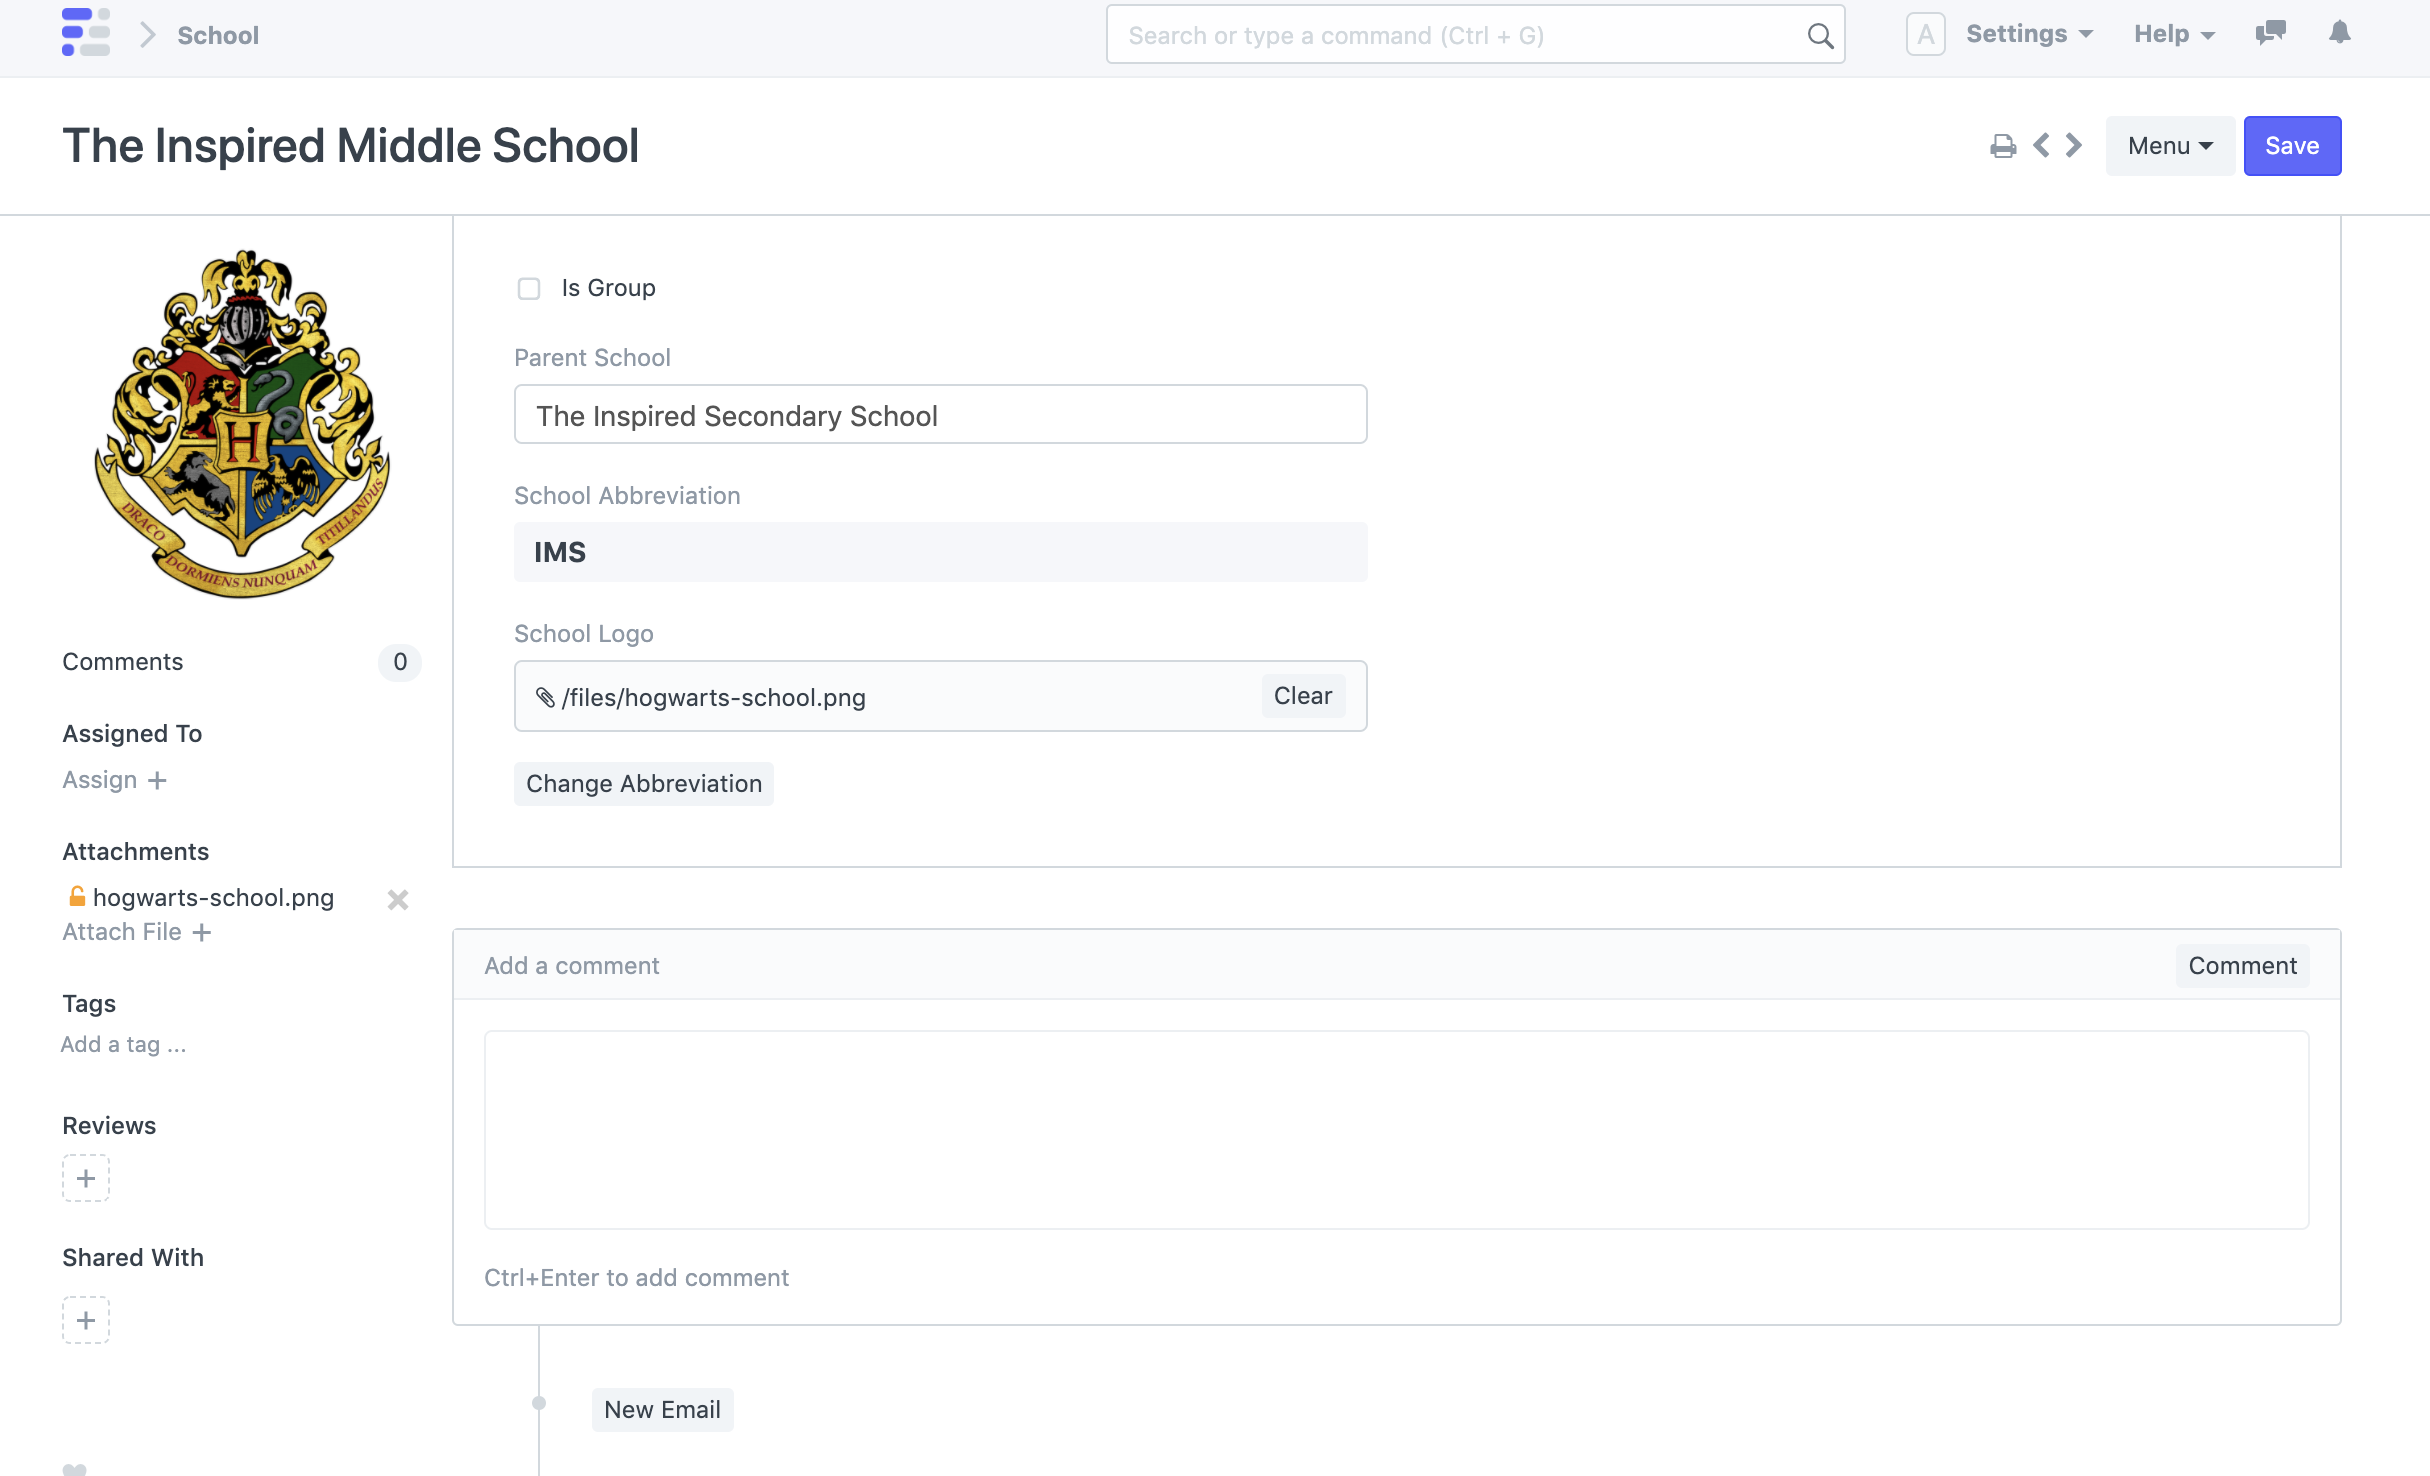 School
Search or type a command (Ctrl + G)
A
Settings
Help
The Inspired Middle School
Menu
Save
H
DRACO
DORMIENS NUNQUAM
TITILLANDUS
Comments
0
Assigned To
Assign +
Attachments
hogwarts-school.png
Attach File +
Tags
Add a tag ...
Reviews
+
Shared With
+
Is Group
Parent School
The Inspired Secondary School
School Abbreviation
IMS
School Logo
/files/hogwarts-school.png
Clear
Change Abbreviation
Add a comment
Comment
Ctrl+Enter to add comment
New Email